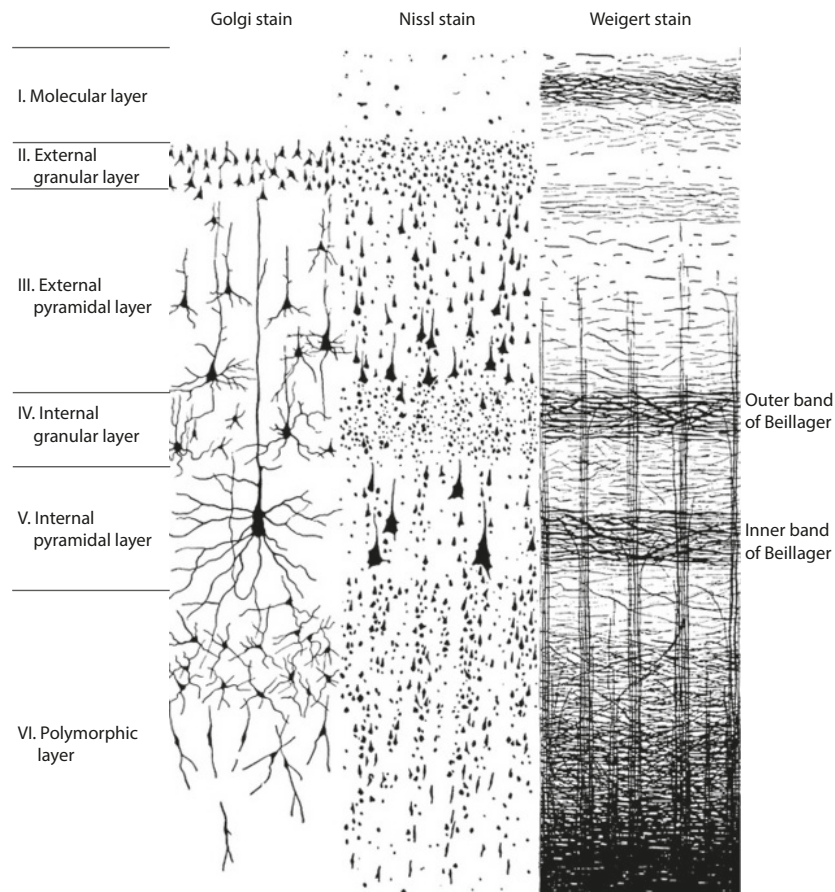 Golgi stain
Nissl stain
Weigert stain
I. Molecular layer
II. External
granular layer
III. External
pyramidal layer
IV. Internal
granular layer
V. Internal
pyramidal layer
VI. Polymorphic
layer
Outer band
of Beillager
Inner band
of Beillager